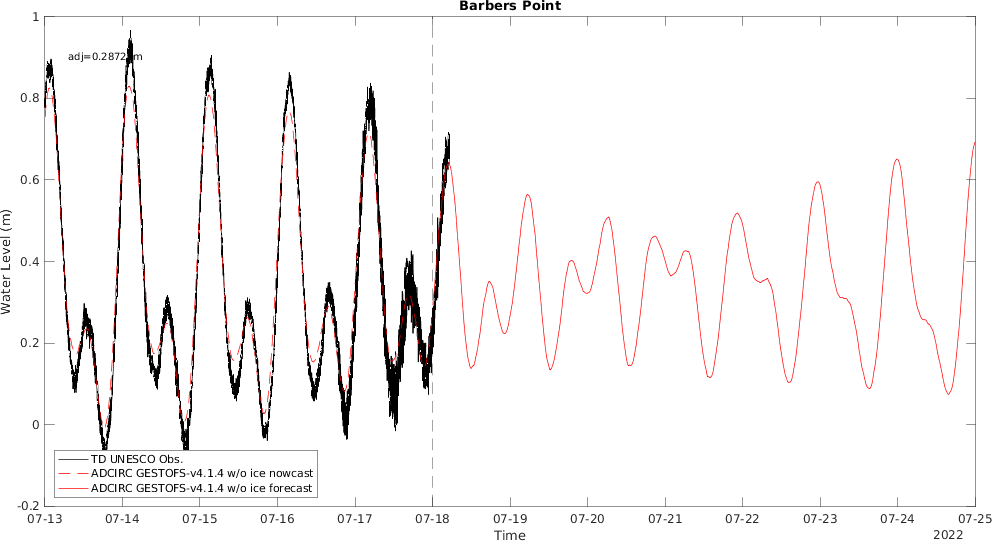 Barbers Point
1
adj=0.2872 m
0.8
0.6
Water Level (m)
0.4
0.2
0
TD UNESCO Obs.
ADCIRC GESTOFS-v4.1.4 w/o ice nowcast
ADCIRC GESTOFS-v4.1.4 w/o ice forecast
-0.2
07-13 07-14 07-15 07-16 07-17 07-18 07-19 07-20 07-21 07-22 07-23 07-24 07-25
Time 2022